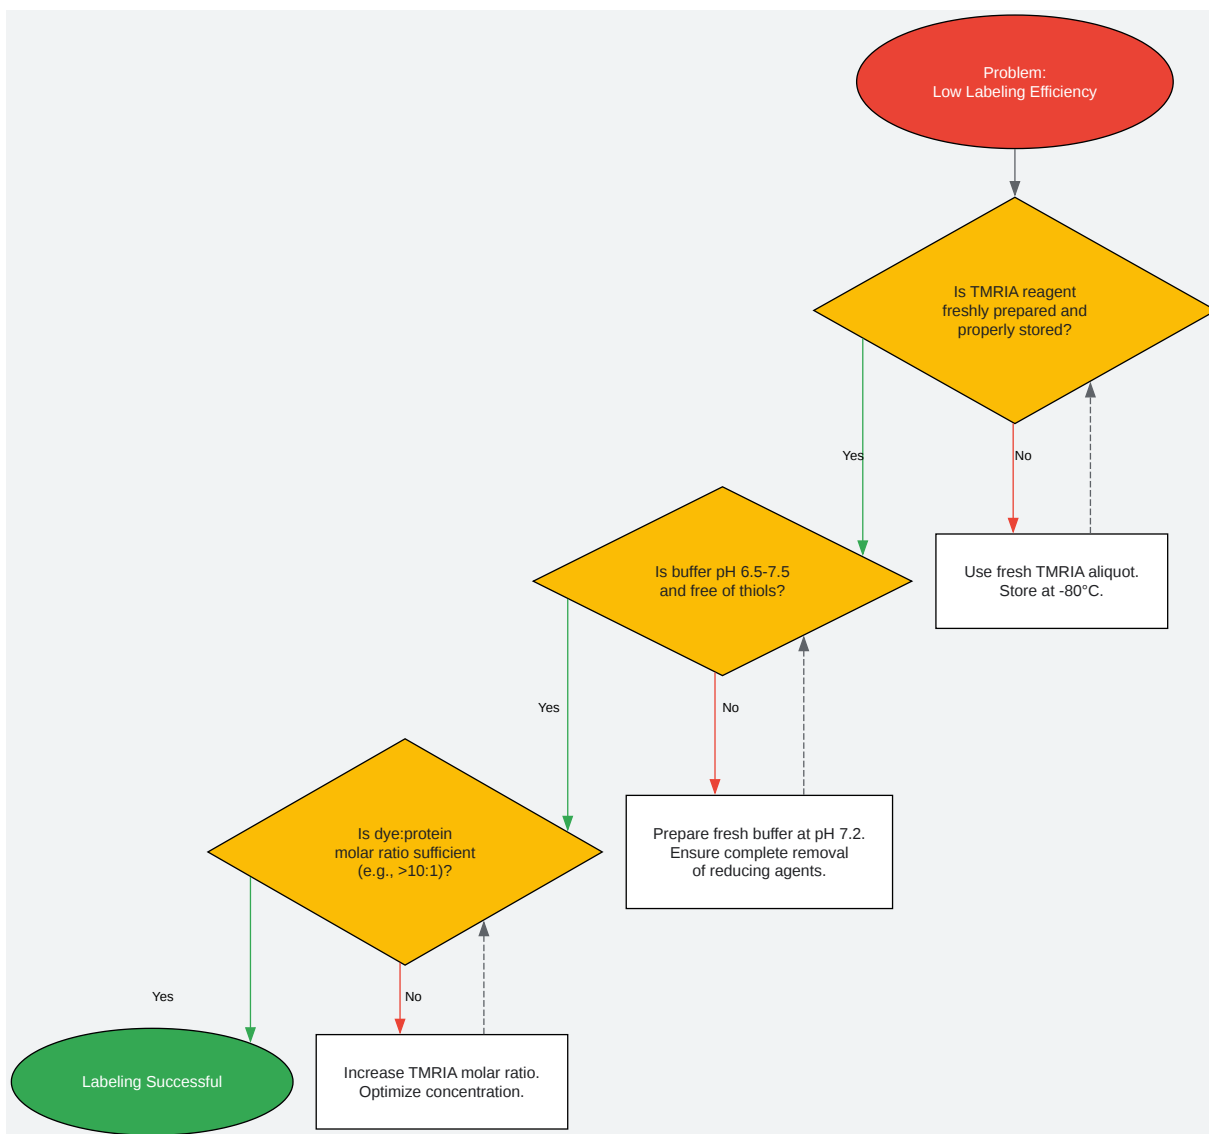 Problem:
Low Labeling Efficiency
Is TMRIA reagent
freshly prepared and
properly stored?
Yes
No
Use fresh TMRIA aliquot.
Store at -80°C.
Is buffer pH 6.5-7.5
and free of thiols?
Yes
No
Prepare fresh buffer at pH 7.2.
Ensure complete removal
of reducing agents.
Is dye:protein
molar ratio sufficient
(e.g., >10:1)?
Yes
No
Labeling Successful
Increase TMRIA molar ratio.
Optimize concentration.